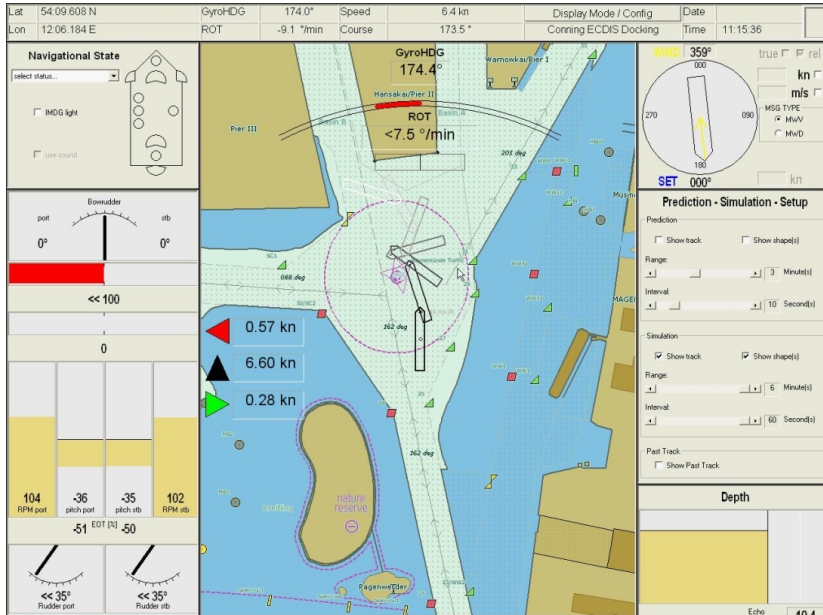 Lat 54:09.608 N GyroHDG 174.0° Speed 6.4 kn Display Mode / Config Date
Lon 12:06.184 E ROT -9.1 °/min Course 173.5 ° Conning ECDIS Docking Time 11:15:36
Navigational State
select status...
IMDG light
use sound
Bowrudder
port stb
0° 0°
<< 100
0
104 -36 -35 102
RPM port pitch port pitch stb RPM stb
-51 EOT [%] -50
<< 35° << 35°
Rudder port Rudder stb
GyroHDG
174.4°
Warnowkai/Pier I
Hansakai/Pier II
ROT
<7.5 °/min
Basin B
Basin A
Pier III
205 deg
088 deg
162 deg
0.57 kn
6.60 kn
0.28 kn
162 deg
nature
reserve
Breitling
Pagenwerder
WIND 359° true rel
000
kn
m/s
270 090
MSG TYPE
MWV
MWD
180
SET 000° kn
Prediction - Simulation - Setup
Prediction
Show track Show shape(s)
Range:
3 Minute(s)
Interval:
10 Second(s)
Simulation
Show track Show shape(s)
Range:
6 Minute(s)
Interval:
60 Second(s)
Past Track
Show Past Track
Depth
Echo